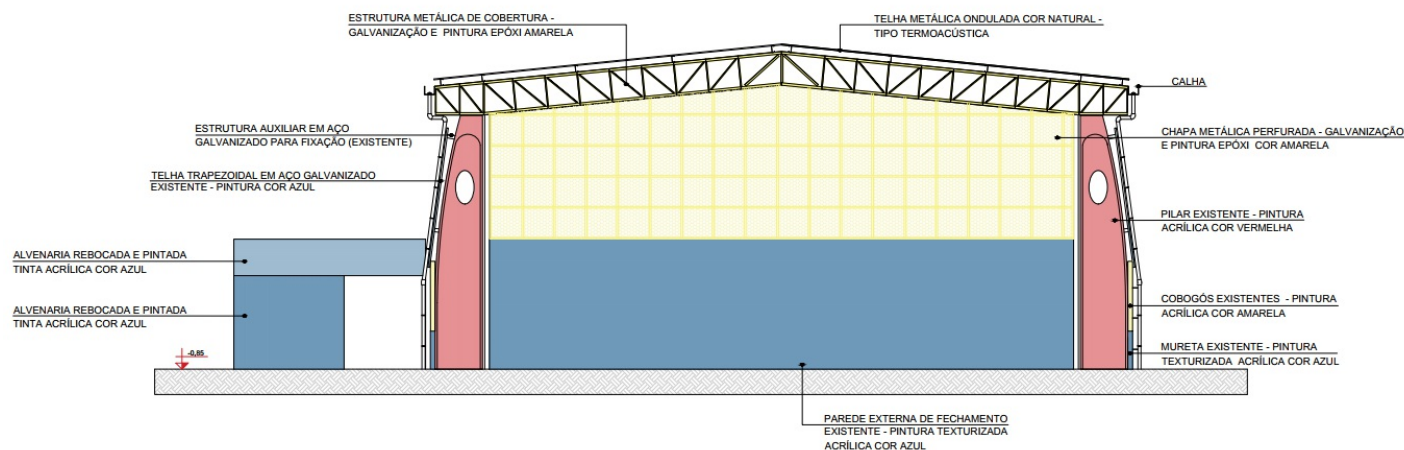 ESTRUTURA METÁLICA DE COBERTURA -
GALVANIZAÇÃO E PINTURA EPÓXI AMARELA
TELHA METÁLICA ONDULADA COR NATURAL -
TIPO TERMOACÚSTICA
CALHA
ESTRUTURA AUXILIAR EM AÇO
GALVANIZADO PARA FIXAÇÃO (EXISTENTE)
CHAPA METÁLICA PERFURADA - GALVANIZAÇÃO
E PINTURA EPÓXI COR AMARELA
TELHA TRAPEZOIDAL EM AÇO GALVANIZADO
EXISTENTE - PINTURA COR AZUL
PILAR EXISTENTE - PINTURA
ACRÍLICA COR VERMELHA
ALVENARIA REBOCADA E PINTADA
TINTA ACRÍLICA COR AZUL
ALVENARIA REBOCADA E PINTADA
TINTA ACRÍLICA COR AZUL
COBOGÓS EXISTENTES - PINTURA
ACRÍLICA COR AMARELA
MURETA EXISTENTE - PINTURA
TEXTURIZADA ACRÍLICA COR AZUL
-0,85
PAREDE EXTERNA DE FECHAMENTO
EXISTENTE - PINTURA TEXTURIZADA
ACRÍLICA COR AZUL